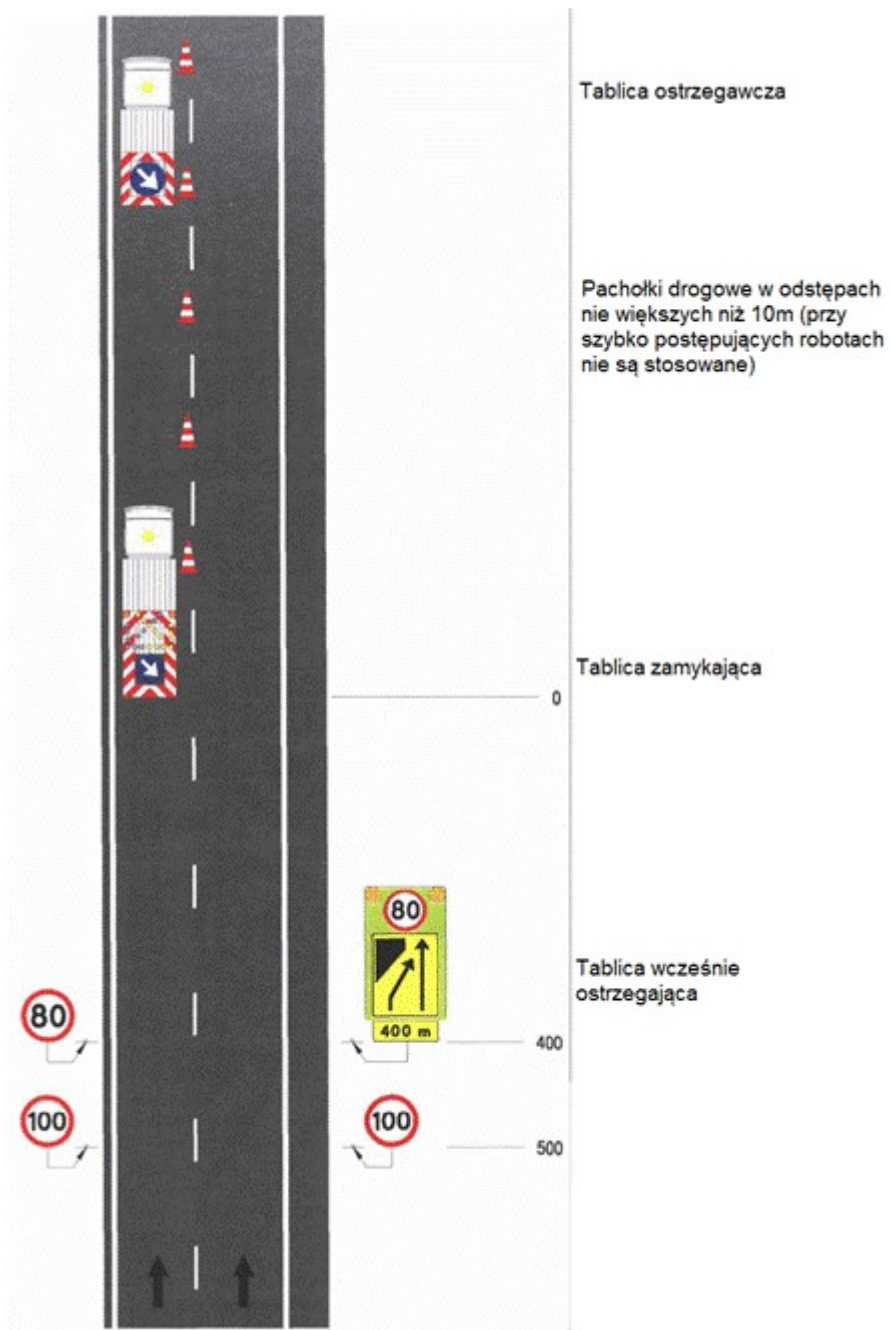 Tablica ostrzegawcza
Pachołki drogowe w odstępach
nie większych niż 10m (przy
szybko postępujących robotach
nie są stosowane)
Tablica zamykająca
0
80
Tablica wcześnie
ostrzegająca
80
400 m
400
100
100
500